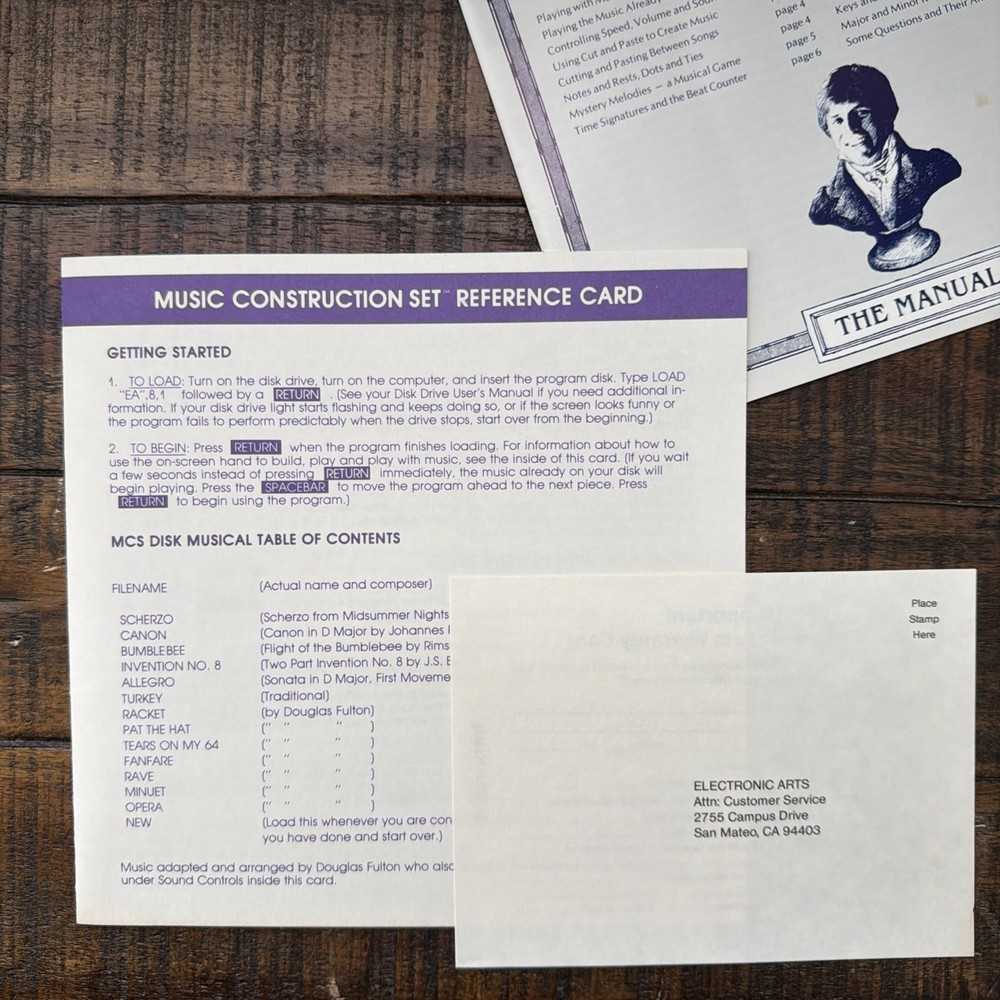 Playing the Music Already
Controlling Speed, Volume and
Using Cut and Paste to Create Music
Cutting and Pasting Between Songs
Notes and Rests, Dots and Ties
Mystery Melodies — a Musical Game
Time Signatures and the Beat Counter
page 4
page 4
page 5
page 6
Major and Minor
Some Questions and Their
THE MANUAL
MUSIC CONSTRUCTION SET™ REFERENCE CARD
GETTING STARTED
1. TO LOAD: Turn on the disk drive, turn on the computer, and insert the program disk. Type LOAD
"EA",8,1 followed by a RETURN . (See your Disk Drive User's Manual if you need additional in-
formation. If your disk drive light starts flashing and keeps doing so, or if the screen looks funny or
the program fails to perform predictably when the drive stops, start over from the beginning.)
2. TO BEGIN: Press RETURN when the program finishes loading. For information about how to
use the on-screen hand to build, play and play with music, see the inside of this card. (If you wait
a few seconds instead of pressing RETURN immediately, the music already on your disk will
begin playing. Press the SPACEBAR to move the program ahead to the next piece. Press
RETURN to begin using the program.)
MCS DISK MUSICAL TABLE OF CONTENTS
FILENAME (Actual name and composer)
SCHERZO (Scherzo from Midsummer Nights
CANON (Canon in D Major by Johannes
BUMBLEBEE (Flight of the Bumblebee by Rims
INVENTION NO. 8 (Two Part Invention No. 8 by J.S.
ALLEGRO (Sonata in D Major, First Moveme
TURKEY (Traditional)
RACKET (by Douglas Fulton)
PAT THE HAT (" " " )
TEARS ON MY 64 (" " " )
FANFARE (" " " )
RAVE (" " " )
MINUET (" " " )
OPERA (" " " )
NEW (Load this whenever you are con
you have done and start over.)
Music adapted and arranged by Douglas Fulton who also
under Sound Controls inside this card.
Place
Stamp
Here
ELECTRONIC ARTS
Attn: Customer Service
2755 Campus Drive
San Mateo, CA 94403